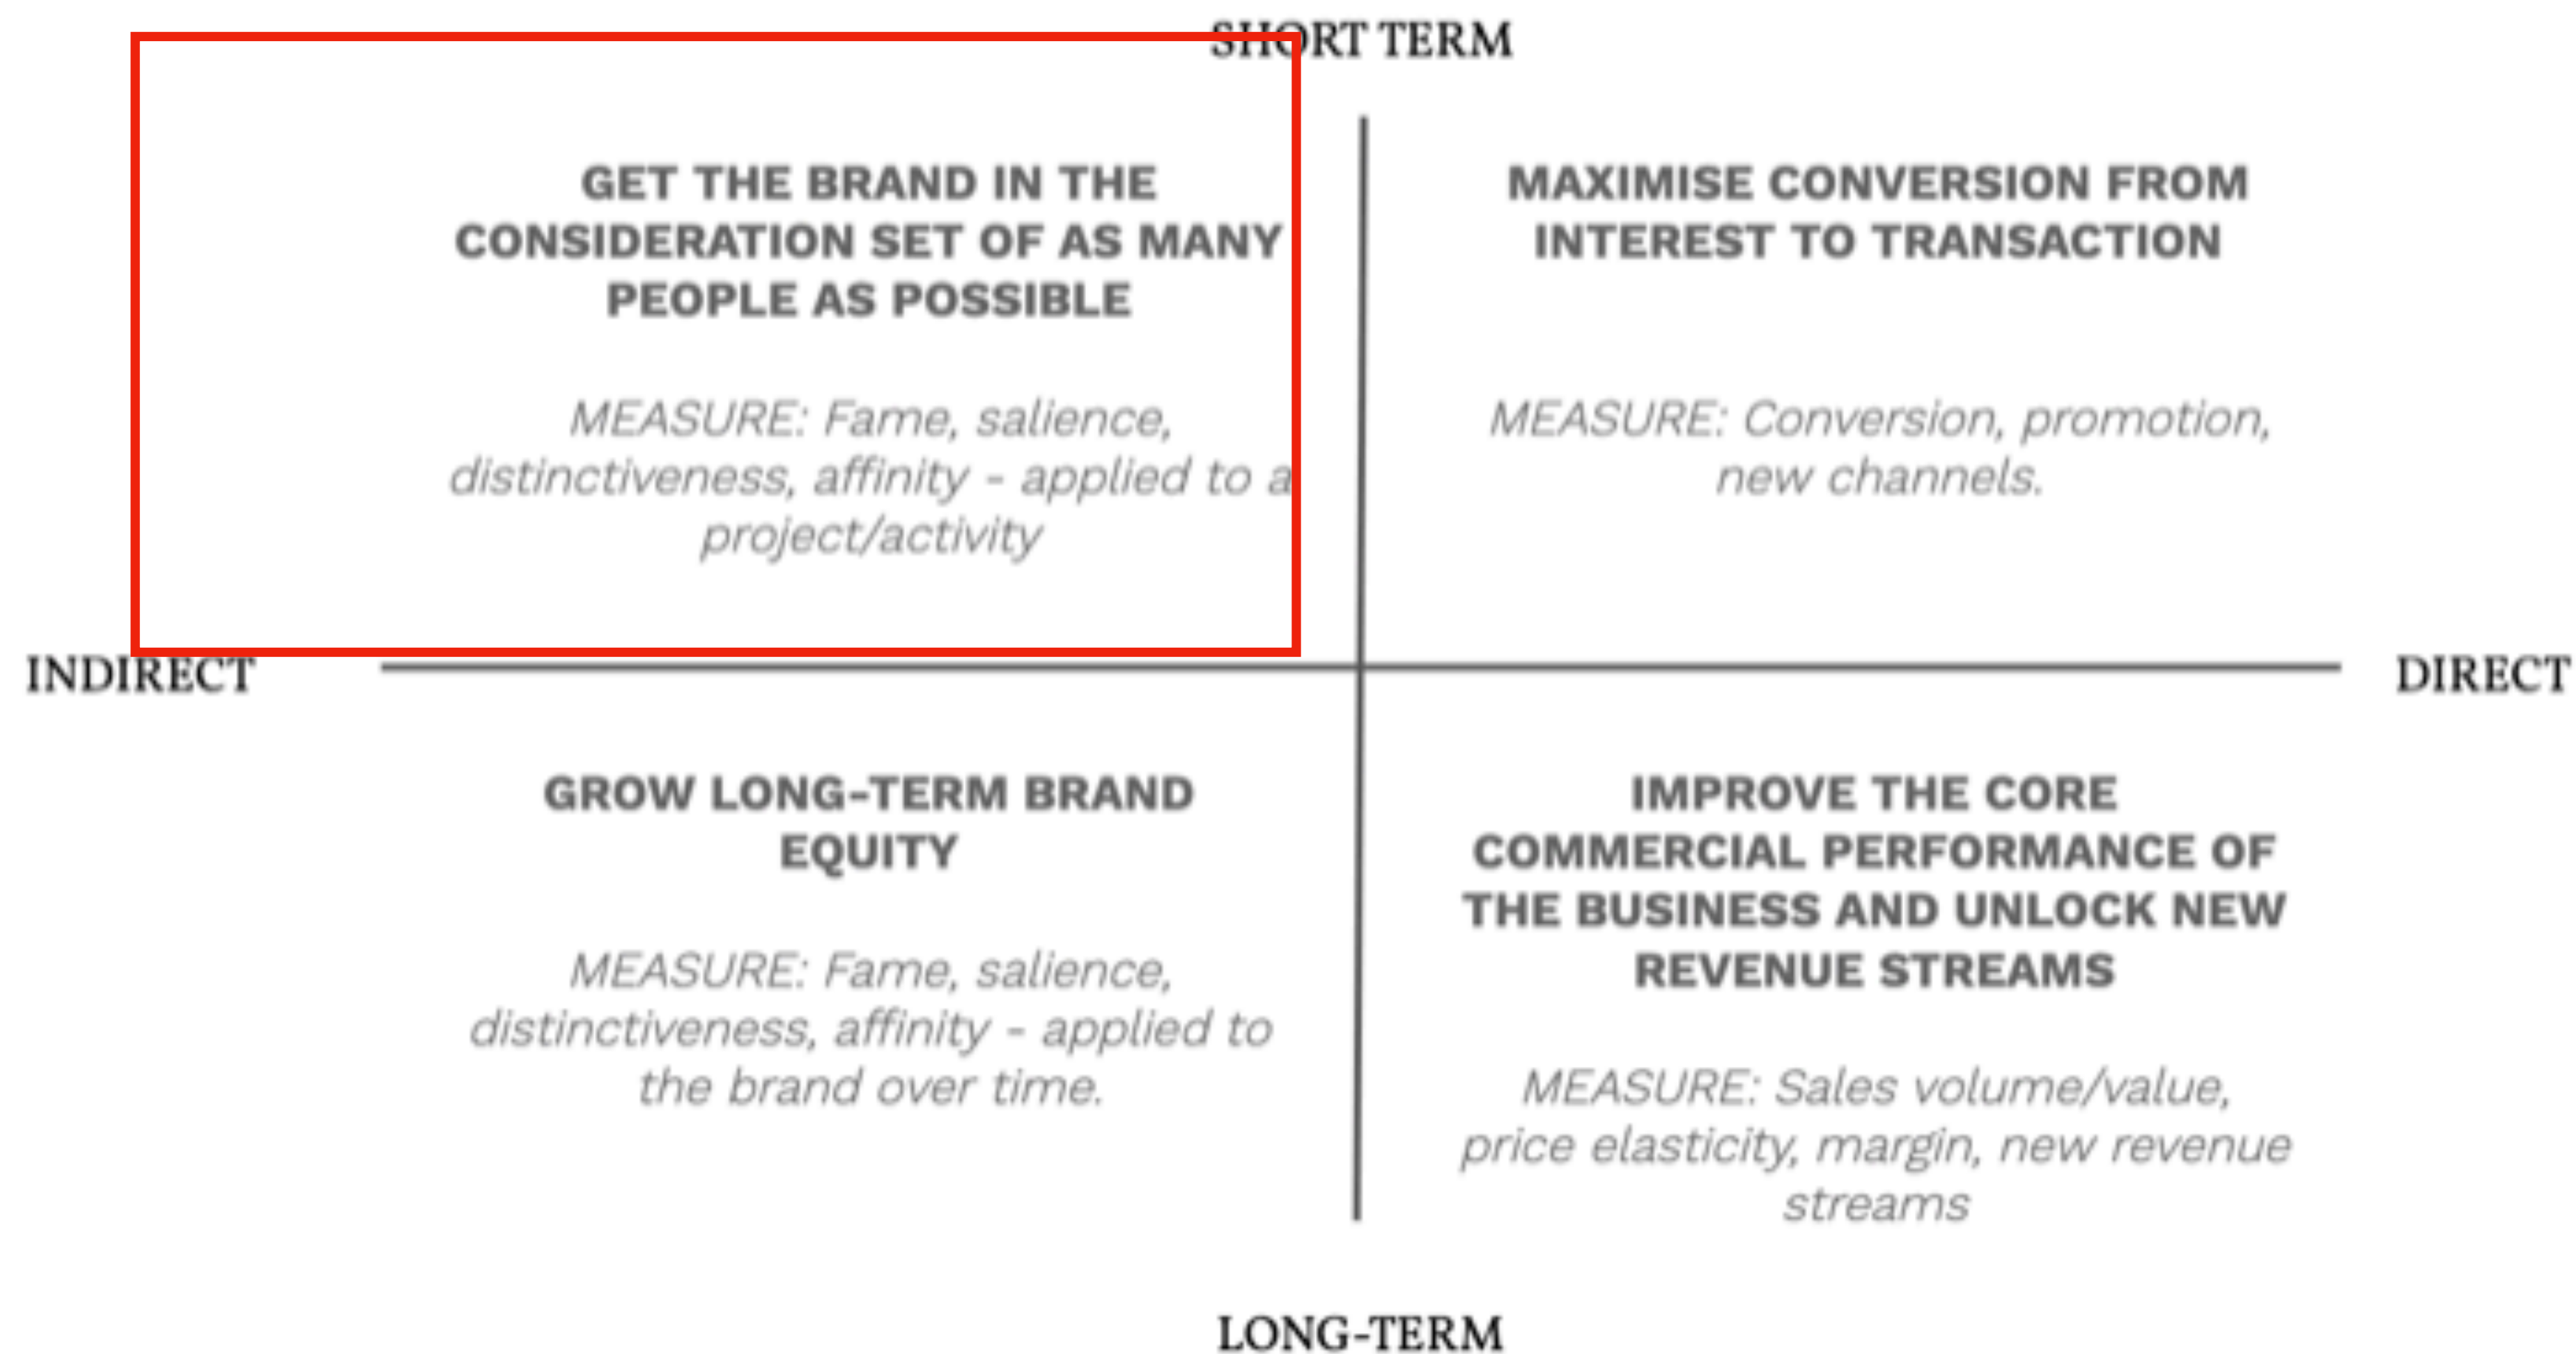 SHORT TERM
GET THE BRAND IN THE
CONSIDERATION SET OF AS MANY
PEOPLE AS POSSIBLE
MEASURE: Fame, salience,
distinctiveness, affinity - applied to a
project/activity
MAXIMISE CONVERSION FROM
INTEREST TO TRANSACTION
MEASURE: Conversion, promotion,
new channels.
INDIRECT
DIRECT
GROW LONG-TERM BRAND
EQUITY
MEASURE: Fame, salience,
distinctiveness, affinity - applied to
the brand over time.
IMPROVE THE CORE
COMMERCIAL PERFORMANCE OF
THE BUSINESS AND UNLOCK NEW
REVENUE STREAMS
MEASURE: Sales volume/value,
price elasticity, margin, new revenue
streams
LONG-TERM